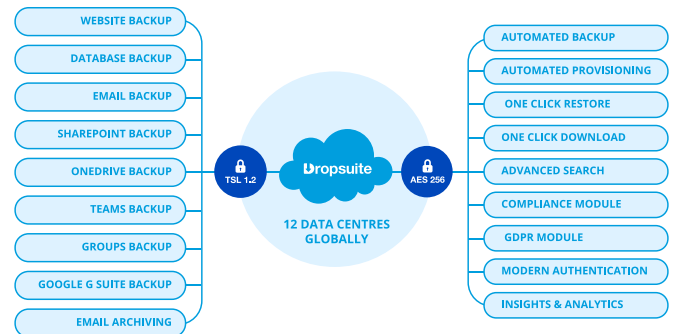 WEBSITE BACKUP
DATABASE BACKUP
EMAIL BACKUP
SHAREPOINT BACKUP
ONEDRIVE BACKUP
TEAMS BACKUP
GROUPS BACKUP
GOOGLE G SUITE BACKUP
EMAIL ARCHIVING
TSL 1.2
Dropsuite
AES 256
12 DATA CENTRES
GLOBALLY
AUTOMATED BACKUP
AUTOMATED PROVISIONING
ONE CLICK RESTORE
ONE CLICK DOWNLOAD
ADVANCED SEARCH
COMPLIANCE MODULE
GDPR MODULE
MODERN AUTHENTICATION
INSIGHTS & ANALYTICS